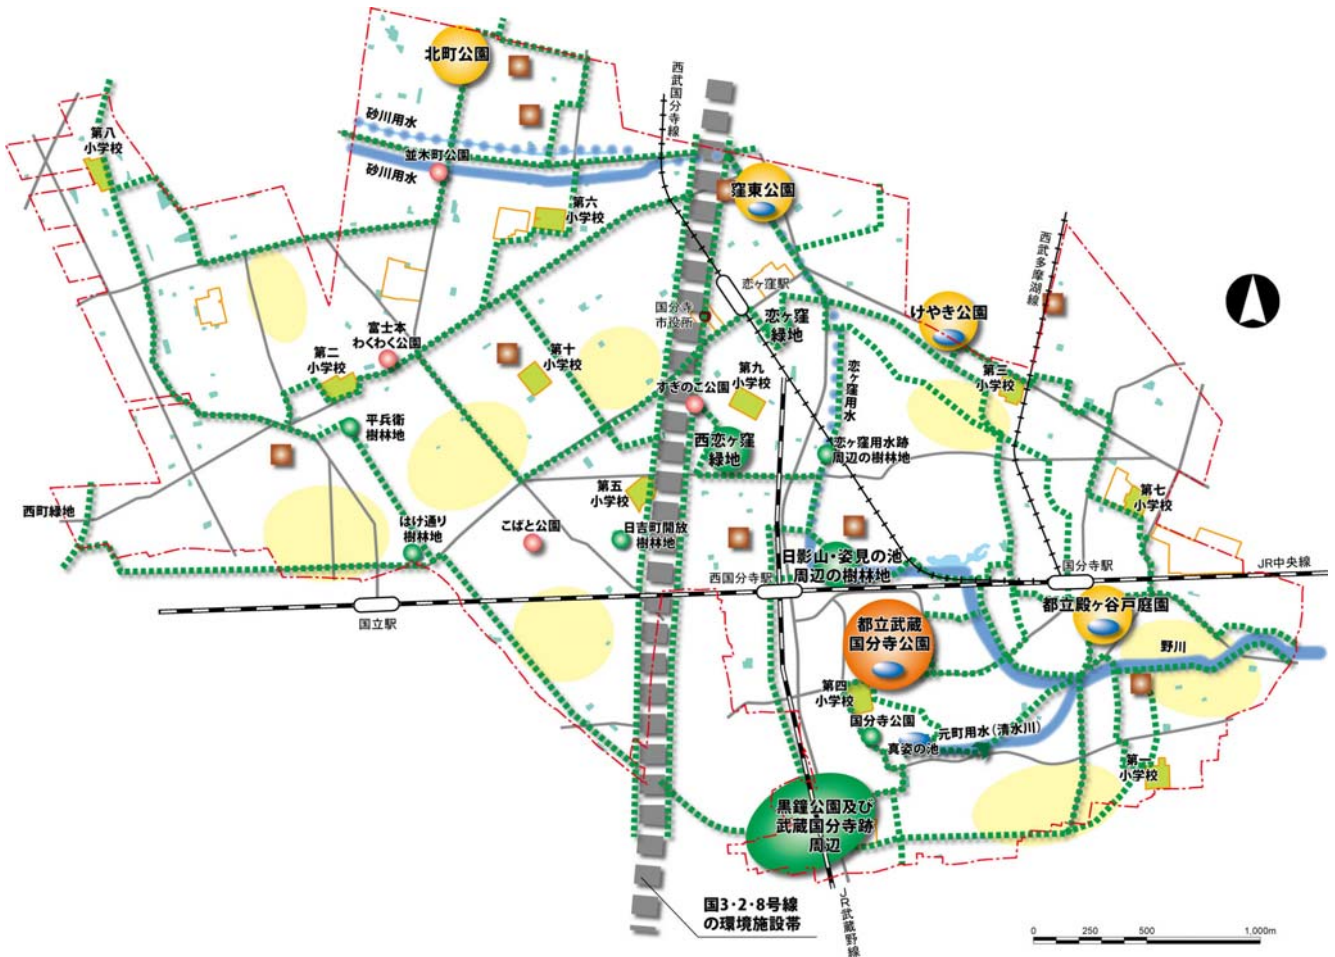 北町公園
西武国分寺線
砂川用水
第八
小学校
並木町公園
砂川用水
窪東公園
第六
小学校
西武多摩湖線
恋ヶ窪駅
国分寺
市役所
恋ヶ窪
緑地
けやき公園
富士本
わくわく公園
第二
小学校
第十
小学校
第九
小学校
すぎのこ公園
第三
小学校
恋ヶ窪用水
平兵衛
樹林地
西恋ヶ窪
緑地
恋ヶ窪用水跡
周辺の樹林地
第五
小学校
第七
小学校
西町緑地
はけ通り
樹林地
こばと公園
日吉町開放
樹林地
日影山・姿見の池
周辺の樹林地
西国分寺駅
国分寺駅
JR中央線
国立駅
都立殿ヶ谷戸庭園
都立武蔵
国分寺公園
野川
第四
小学校
国分寺公園
元町用水(清水川)
真姿の池
第一
小学校
黒鐘公園及び
武蔵国分寺跡
周辺
国3・2・8号線
の環境施設帯
JR武蔵野線
0 250 500 1,000m